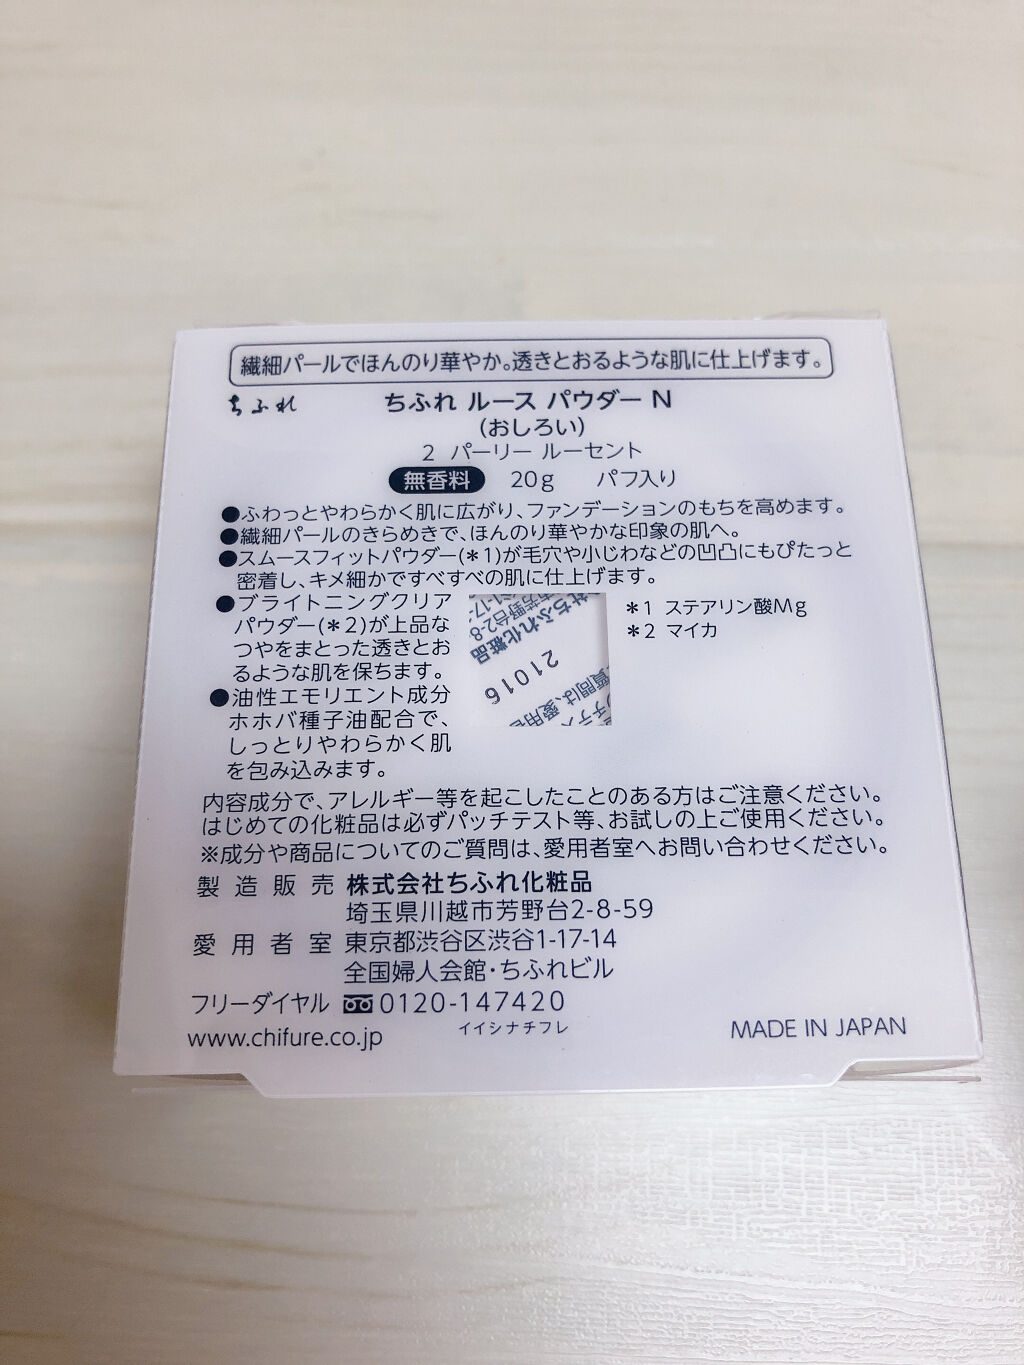 繊細パールでほんのり華やか。透きとおるような肌に仕上げます。
ちふれ ちふれ ルース パウダー N
(おしろい)
2 パーリー ルーセント
無香料 20g パフ入り
●ふわっとやわらかく肌に広がり、ファンデーションのもちを高めます。
●繊細パールのきらめきで、ほんのり華やかな印象の肌へ。
●スムースフィットパウダー(＊1)が毛穴や小じわなどの凹凸にもぴたっと
密着し、キメ細かですべすべの肌に仕上げます。
●ブライトニングクリア
パウダー(＊2)が上品な
つやをまとった透きとお
るような肌を保ちます。
●油性エモリエント成分
ホホバ種子油配合で、
しっとりやわらかく肌
を包み込みます。
＊1 ステアリン酸Mg
＊2 マイカ
ちふれ化粧品
21016
質問は、愛用
内容成分で、アレルギー等を起こしたことのある方はご注意ください。
はじめての化粧品は必ずパッチテスト等、お試しの上ご使用ください。
※成分や商品についてのご質問は、愛用者室へお問い合わせください。
製造販売 株式会社ちふれ化粧品
埼玉県川越市芳野台2-8-59
愛用者室 東京都渋谷区渋谷1-17-14
全国婦人会館・ちふれビル
フリーダイヤル 0120-147420
イイシナチフレ
www.chifure.co.jp MADE IN JAPAN